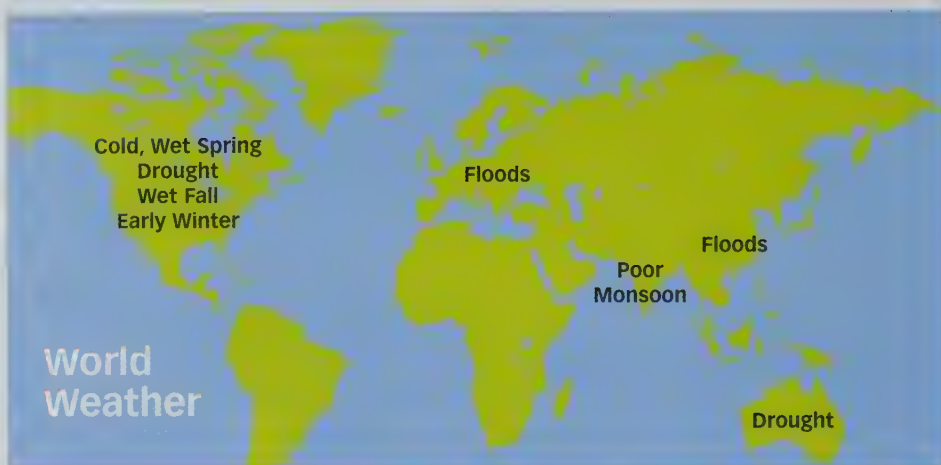 Cold, Wet Spring
Drought
Wet Fall
Early Winter
Floods
Floods
Poor
Monsoon
World
Weather
Drought